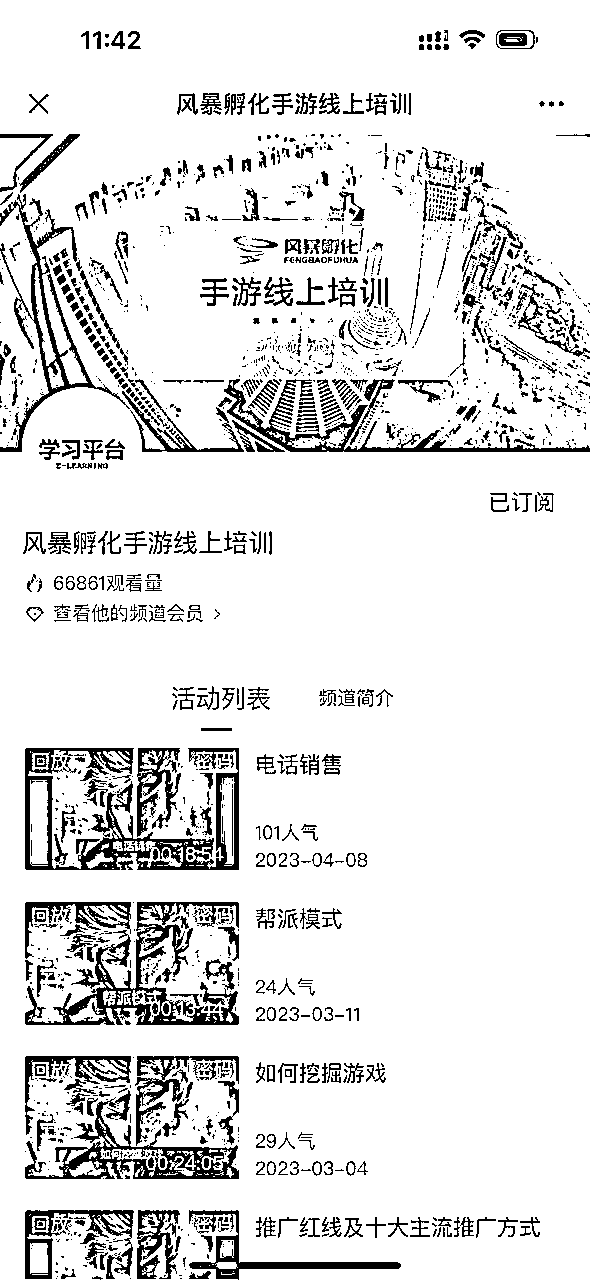 11:42
风暴孵化手游线上培训
风暴孵化
FENGBAOFUHUA
手游线上培训
学习平台
E-LEARNING
已订阅
风暴孵化手游线上培训
66861观看量
查看他的频道会员
活动列表 频道简介
回放 密码
电话销售
电话销售
00:18:54
101人气
2023-04-08
回放 密码
帮派模式
帮派模式
00:13:44
24人气
2023-03-11
回放 密码
如何挖掘游戏
如何挖掘游戏
00:24:05
29人气
2023-03-04
回放 密码
推广红线及十大主流推广方式